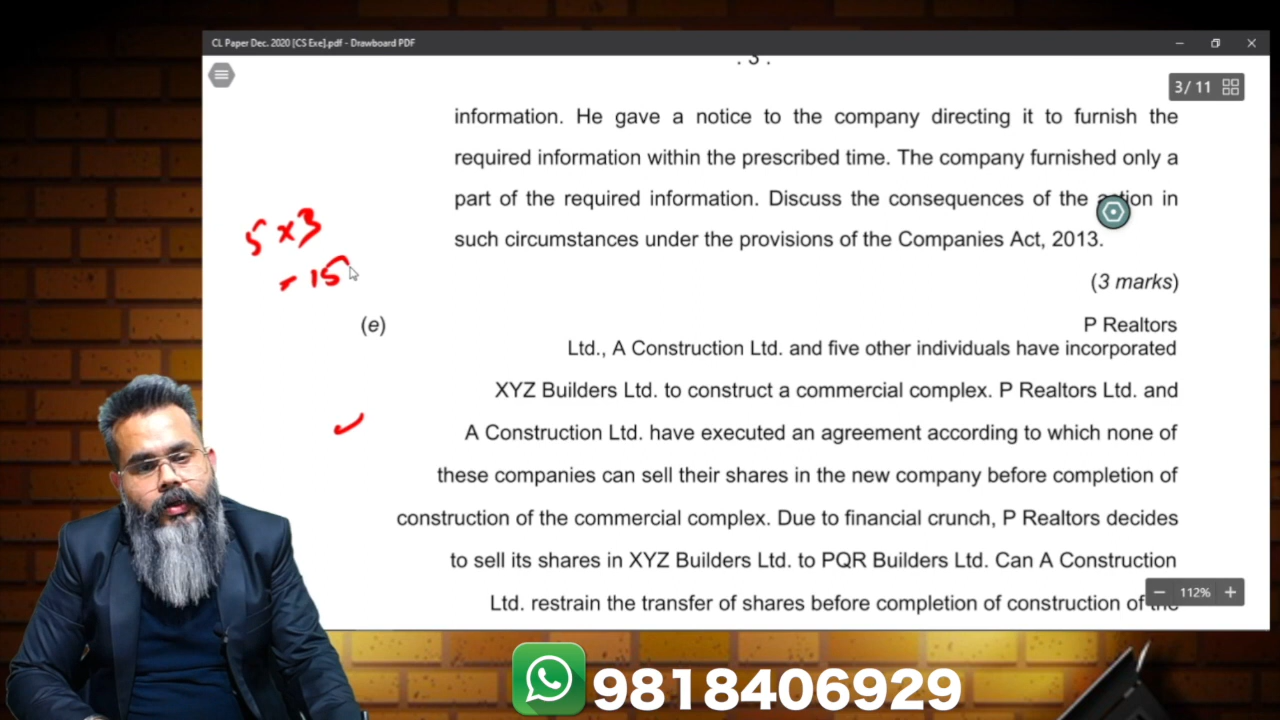 CL Paper Dec. 2020 [CS Exe].pdf - Drawboard PDF
. 3 .
3/ 11
information. He gave a notice to the company directing it to furnish the
required information within the prescribed time. The company furnished only a
part of the required information. Discuss the consequences of the action in
such circumstances under the provisions of the Companies Act, 2013.
(3 marks)
5 x 3
= 15
(e) P Realtors
Ltd., A Construction Ltd. and five other individuals have incorporated
XYZ Builders Ltd. to construct a commercial complex. P Realtors Ltd. and
A Construction Ltd. have executed an agreement according to which none of
these companies can sell their shares in the new company before completion of
construction of the commercial complex. Due to financial crunch, P Realtors decides
to sell its shares in XYZ Builders Ltd. to PQR Builders Ltd. Can A Construction
Ltd. restrain the transfer of shares before completion of construction of the
112%
9818406929